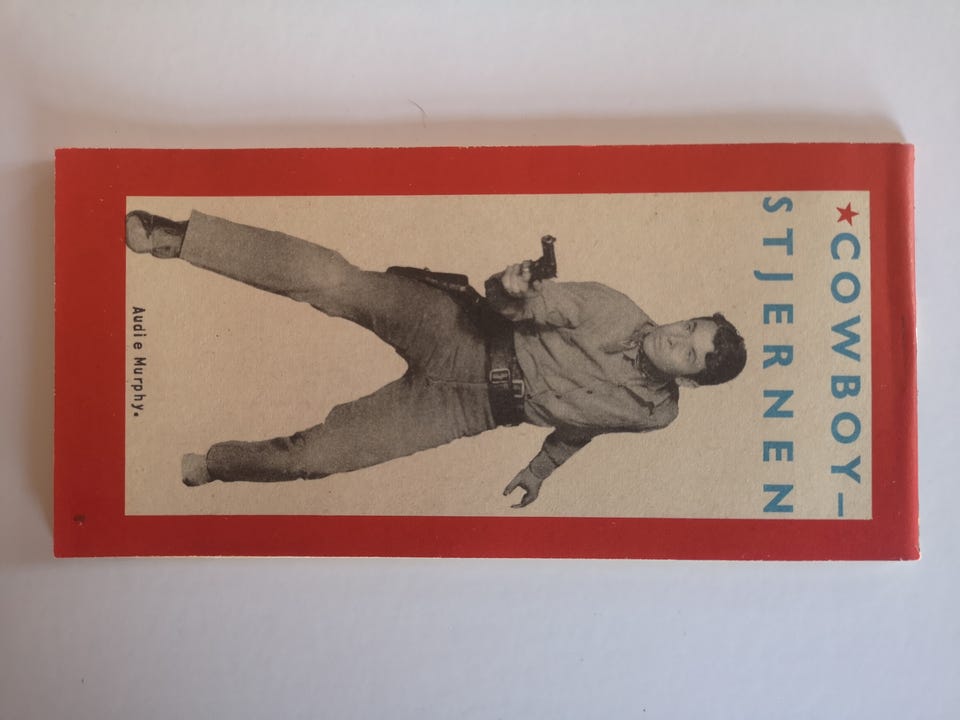 ★COWBOY—
STJERNEN
Audie Murphy.